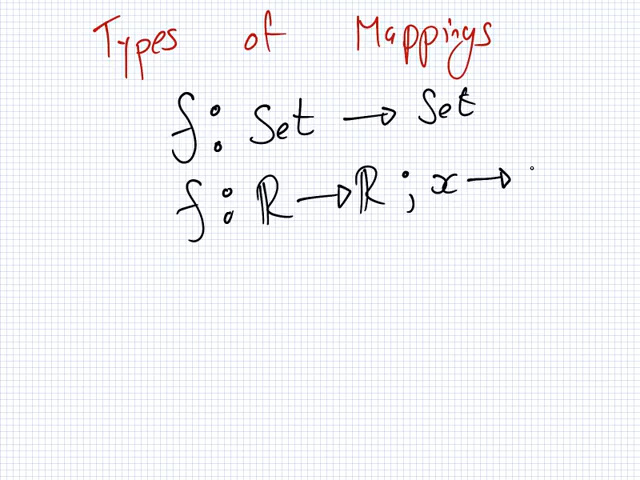 Types of Mappings
f : Set → Set
f : ℝ → ℝ ; x →